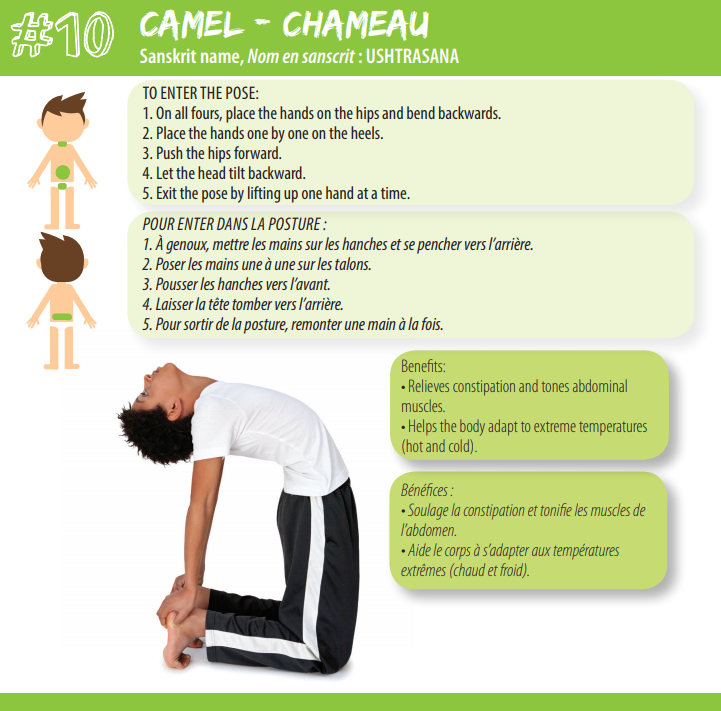 #10
CAMEL - CHAMEAU
Sanskrit name, Nom en sanscrit : USHTRASANA
TO ENTER THE POSE:
1. On all fours, place the hands on the hips and bend backwards.
2. Place the hands one by one on the heels.
3. Push the hips forward.
4. Let the head tilt backward.
5. Exit the pose by lifting up one hand at a time.
POUR ENTER DANS LA POSTURE :
1. À genoux, mettre les mains sur les hanches et se pencher vers l'arrière.
2. Poser les mains une à une sur les talons.
3. Pousser les hanches vers l'avant.
4. Laisser la tête tomber vers l'arrière.
5. Pour sortir de la posture, remonter une main à la fois.
Benefits:
• Relieves constipation and tones abdominal
muscles.
• Helps the body adapt to extreme temperatures
(hot and cold).
Bénéfices :
• Soulage la constipation et tonifie les muscles de
l'abdomen.
• Aide le corps à s'adapter aux températures
extrêmes (chaud et froid).